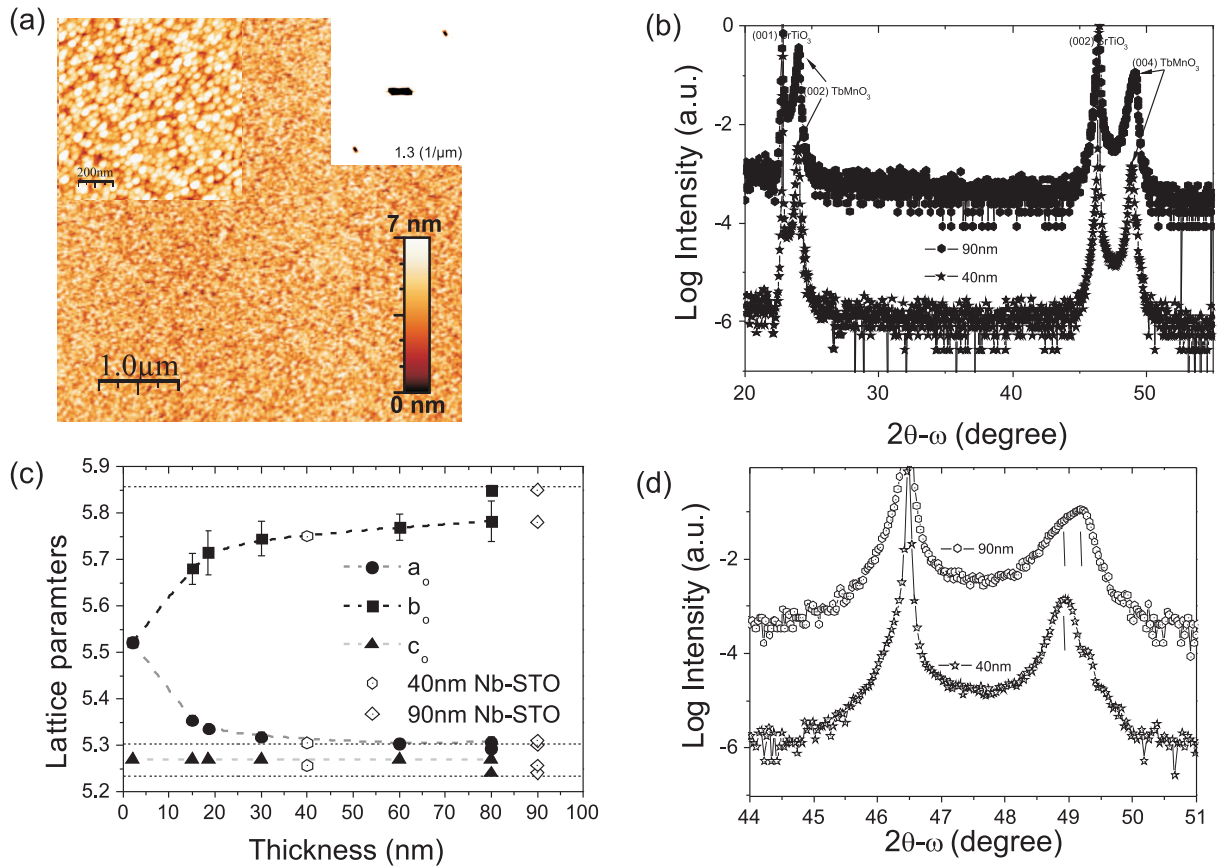 (a)
200nm
1.3 (1/µm)
7 nm
0 nm
1.0µm
(b)
Log Intensity (a.u.)
0
-2
-4
-6
(001) SrTiO3
(002) TbMnO3
(002) SrTiO3
(004) TbMnO3
90nm
40nm
20 30 40 50
2θ-ω (degree)
(c)
Lattice paramters
5.9
5.8
5.7
5.6
5.5
5.4
5.3
5.2
a o
b o
c o
40nm Nb-STO
90nm Nb-STO
0 10 20 30 40 50 60 70 80 90 100
Thickness (nm)
(d)
Log Intensity (a.u.)
-2
-4
-6
90nm
40nm
44 45 46 47 48 49 50 51
2θ-ω (degree)